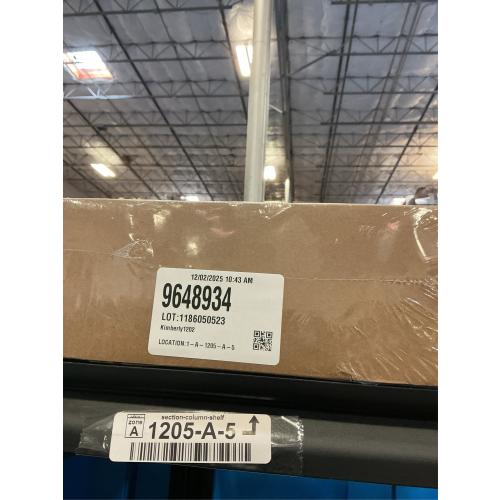 12/02/2025 10:43 AM
9648934
LOT:1186050523
Kimberly1202
LOCATION:1-A-1205-A-5
section-column-shelf
zone
A
1205-A-5